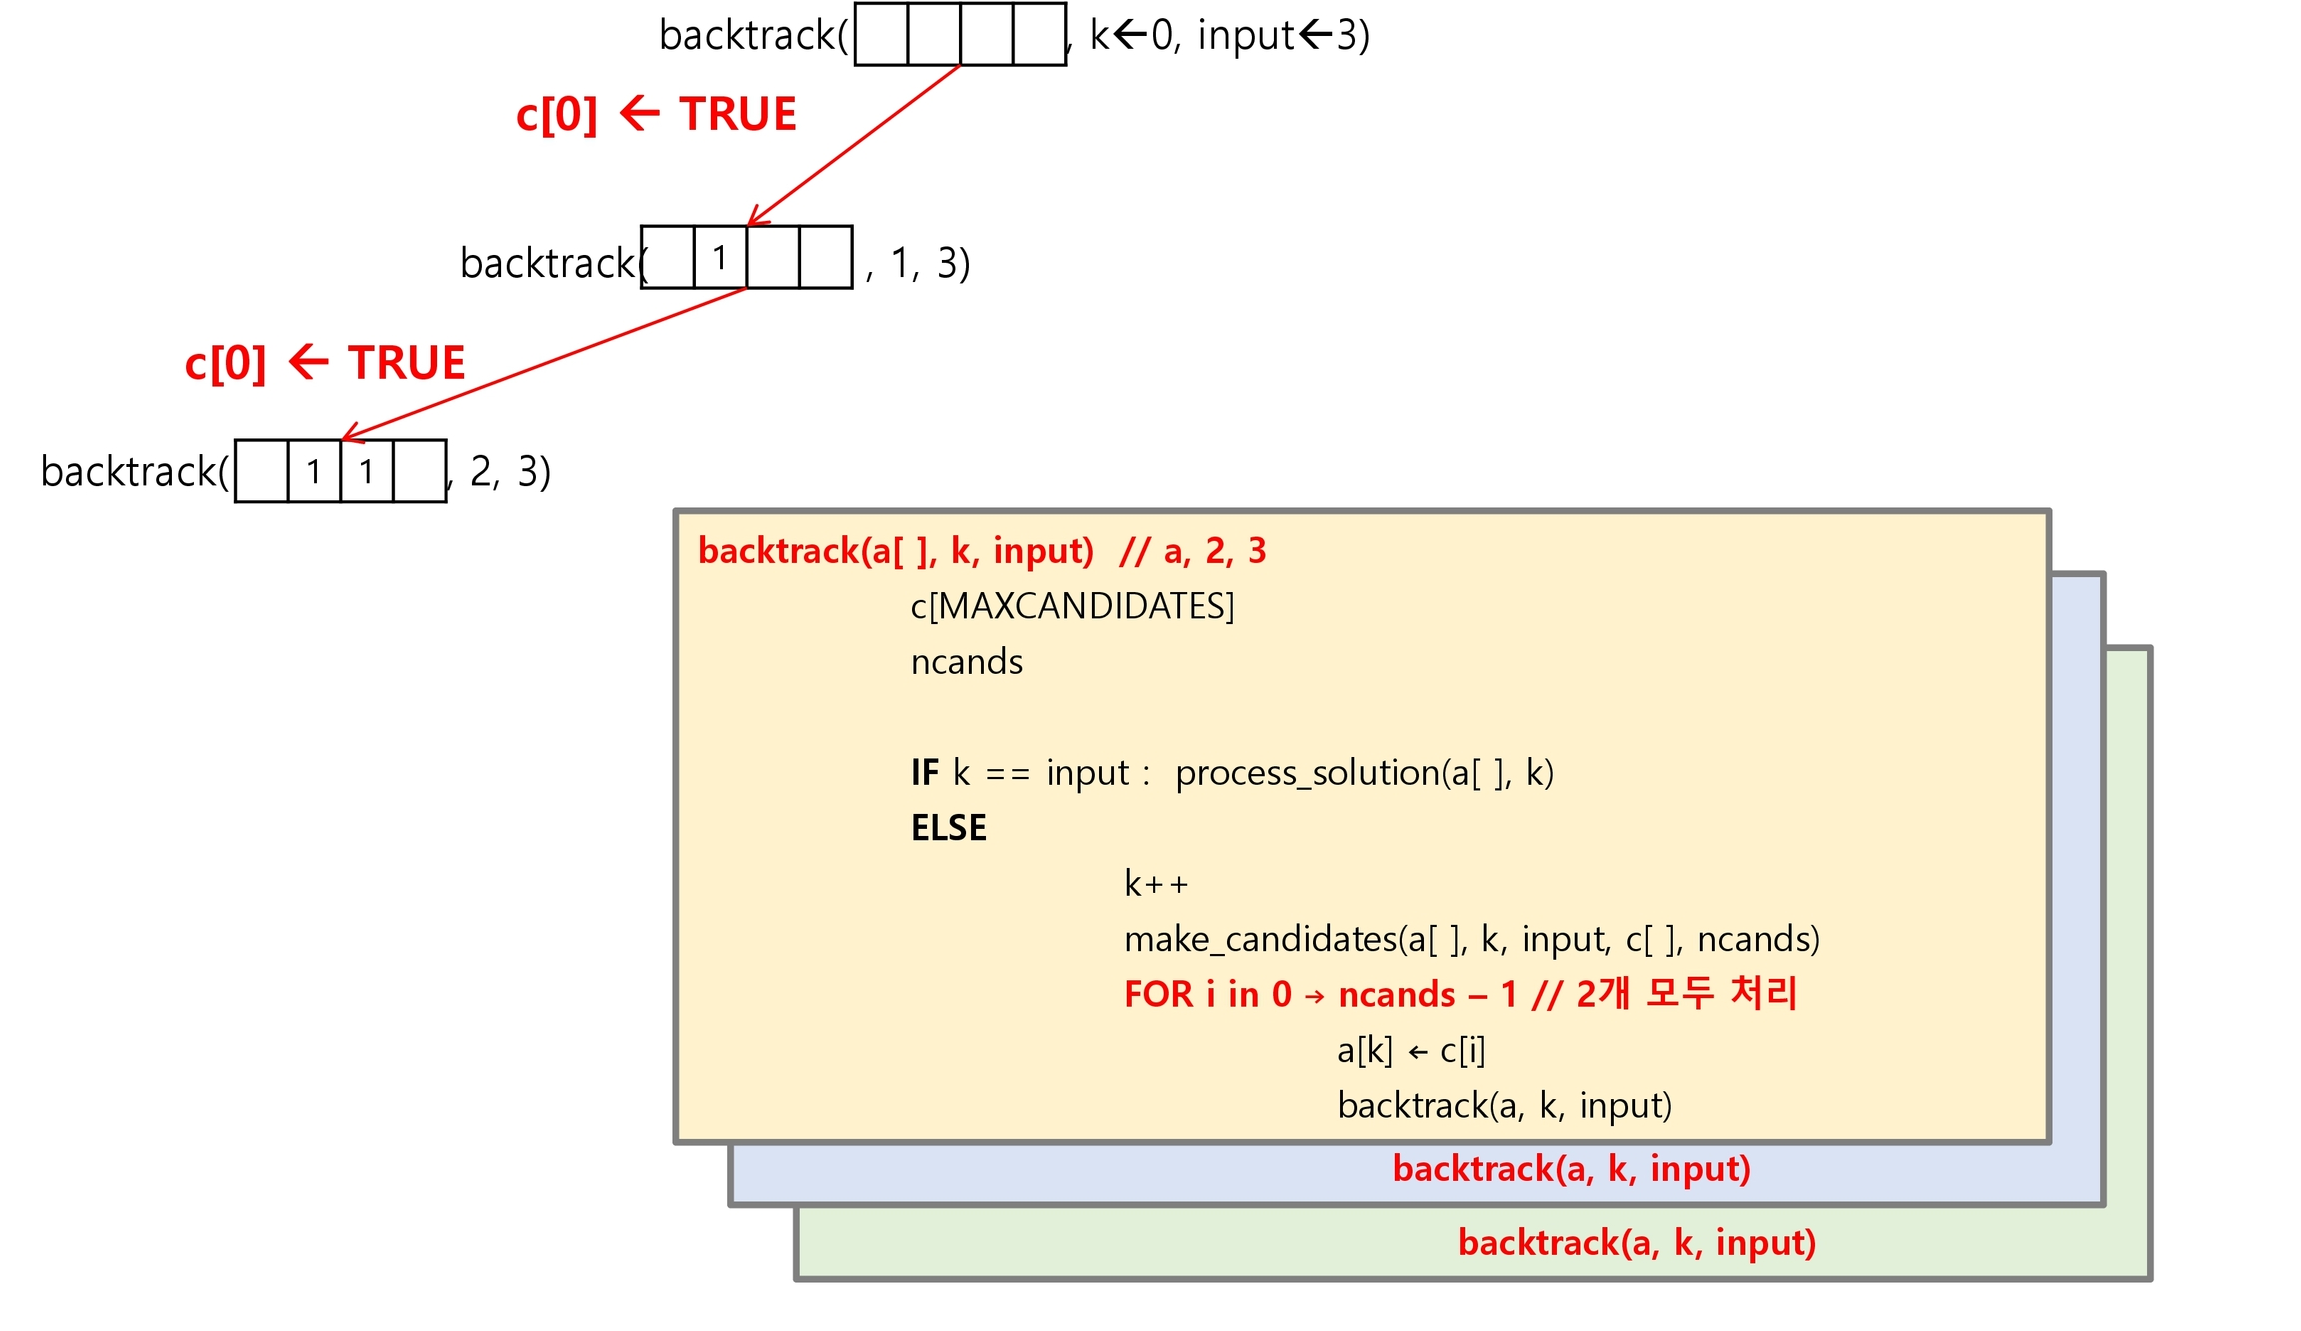 backtrack( , k←0, input←3)
c[0] ← TRUE
backtrack( 1 , 1, 3)
c[0] ← TRUE
backtrack( 1 1 , 2, 3)
backtrack(a[ ], k, input) // a, 2, 3
c[MAXCANDIDATES]
ncands
IF k == input : process_solution(a[ ], k)
ELSE
k++
make_candidates(a[ ], k, input, c[ ], ncands)
FOR i in 0 → ncands – 1 // 2개 모두 처리
a[k] ← c[i]
backtrack(a, k, input)
backtrack(a, k, input)
backtrack(a, k, input)